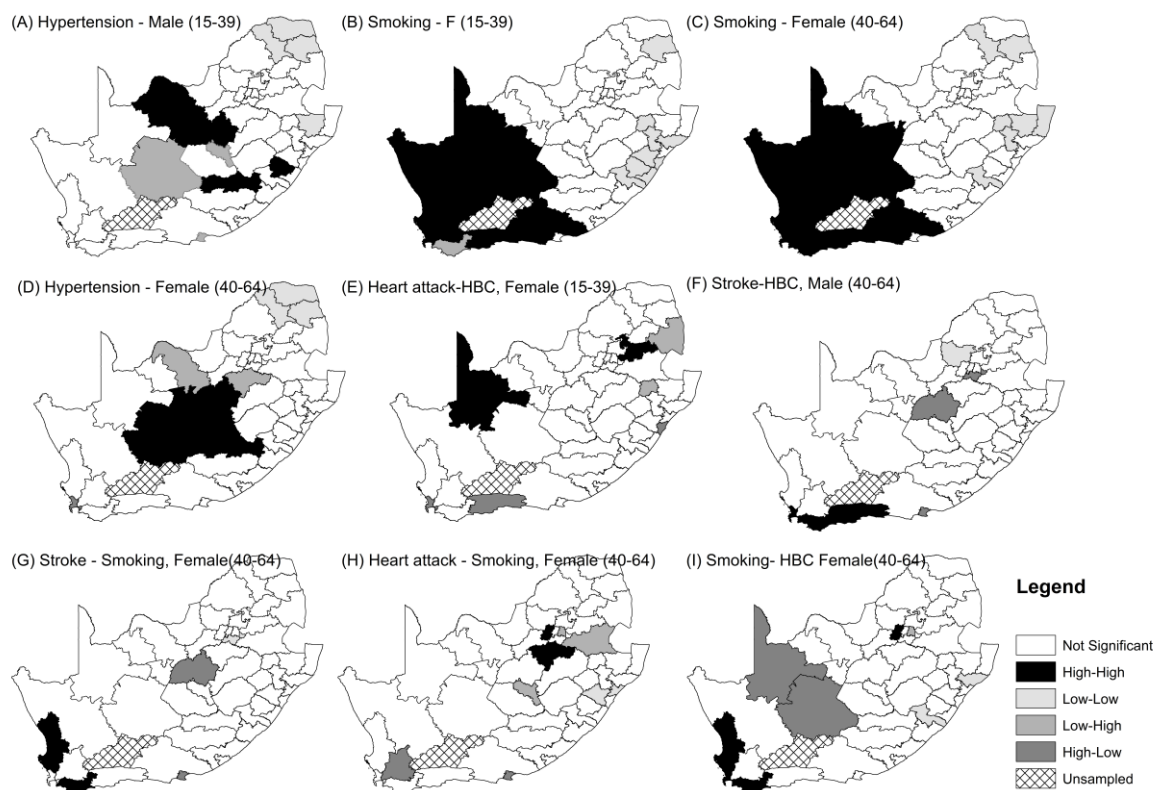 (A) Hypertension - Male (15-39)
(B) Smoking - F (15-39)
(C) Smoking - Female (40-64)
(D) Hypertension - Female (40-64)
(E) Heart attack-HBC, Female (15-39)
(F) Stroke-HBC, Male (40-64)
(G) Stroke - Smoking, Female(40-64)
(H) Heart attack - Smoking, Female (40-64)
(I) Smoking- HBC Female(40-64)
Legend
Not Significant
High-High
Low-Low
Low-High
High-Low
Unsampled